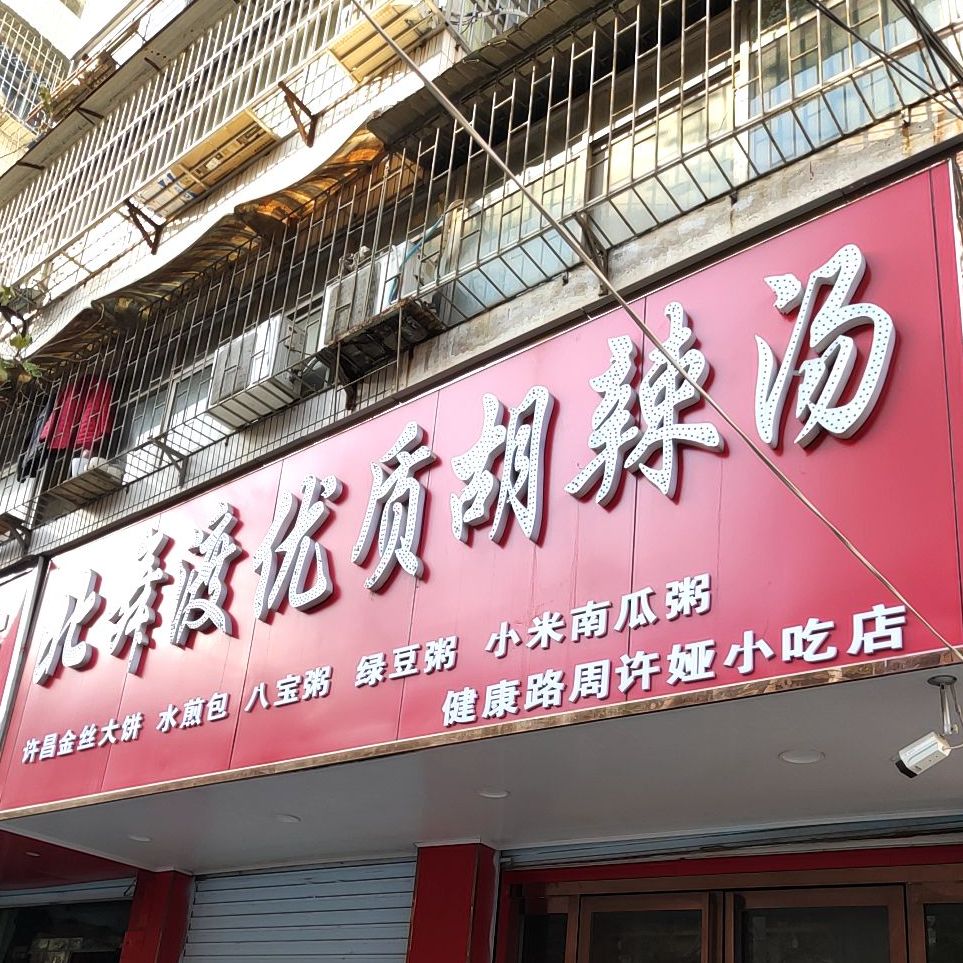 北舞渡优质胡辣汤
许昌金丝大饼 水煎包 八宝粥 绿豆粥 小米南瓜粥
健康路周许娅小吃店